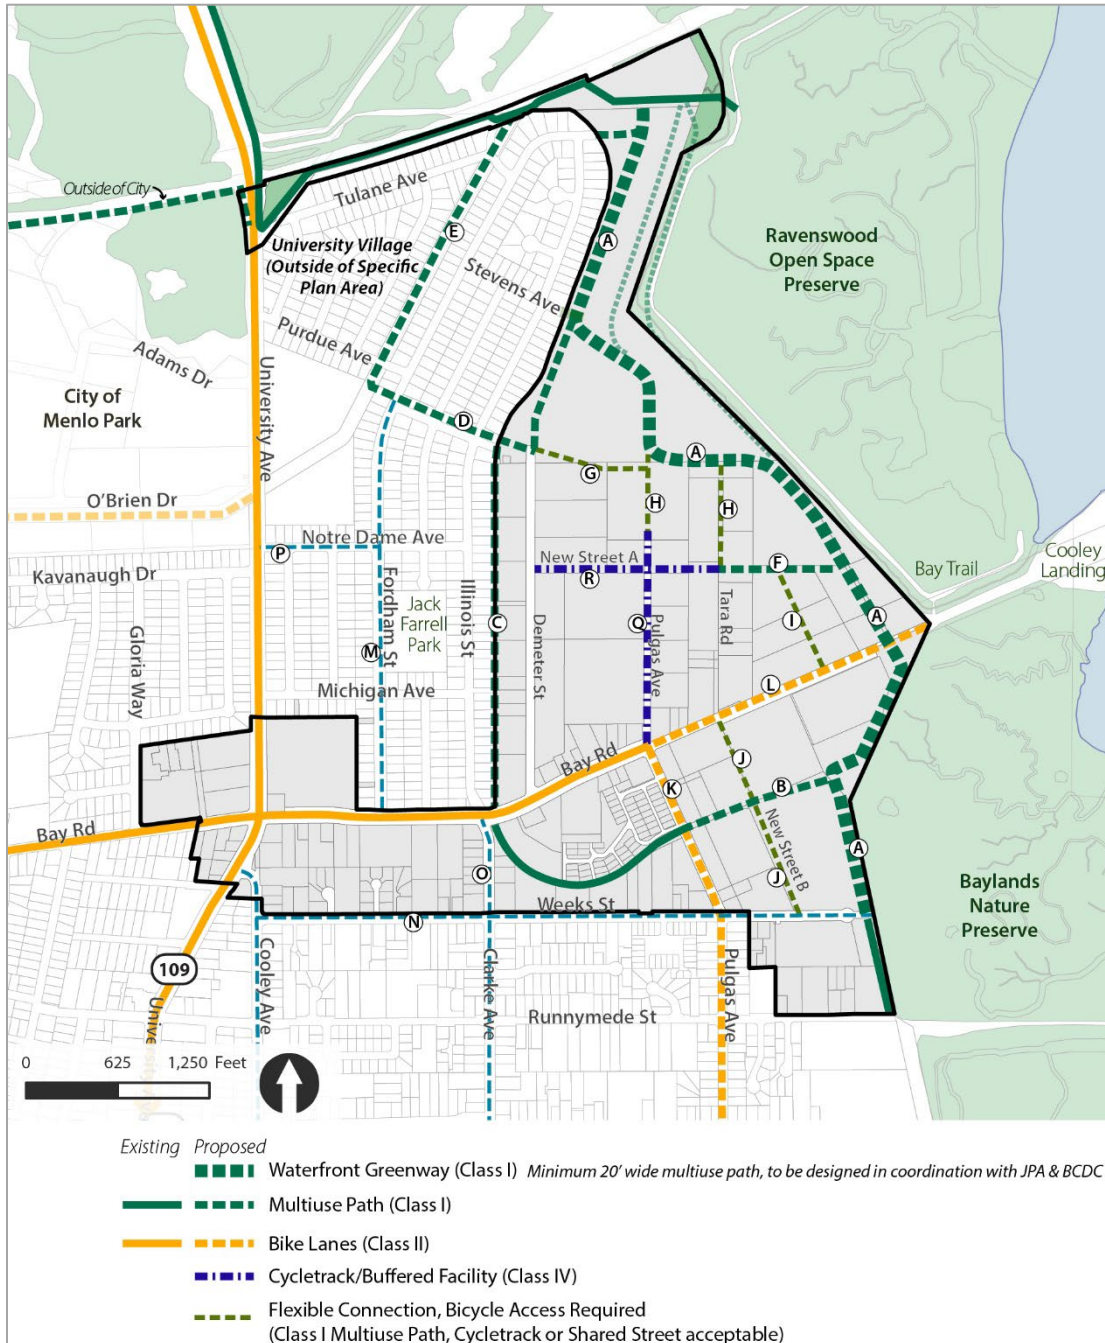 Outside of City
Tulane Ave
E
A
University Village
(Outside of Specific
Plan Area)
Stevens Ave
Ravenswood
Open Space
Preserve
Purdue Ave
Adams Dr
City of
Menlo Park
University Ave
D
A
G
H
H
O'Brien Dr
Notre Dame Ave
P
New Street A
R
F
Bay Trail
Cooley
Landing
Kavanaugh Dr
Fordham St
Jack
Farrell
Park
Illinois St
C
Demeter St
Q
Pulgas Ave
Tara Rd
I
A
Gloria Way
M
Michigan Ave
L
Bay Rd
J
K
B
Bay Rd
New Street B
A
O
J
Weeks St
N
Baylands
Nature
Preserve
109
Cooley Ave
Clarke Ave
Pulgas Ave
Runnymede St
0 625 1,250 Feet
Existing Proposed
Waterfront Greenway (Class I) Minimum 20' wide multiuse path, to be designed in coordination with JPA & BCDC
Multiuse Path (Class I)
Bike Lanes (Class II)
Cycletrack/Buffered Facility (Class IV)
Flexible Connection, Bicycle Access Required
(Class I Multiuse Path, Cycletrack or Shared Street acceptable)